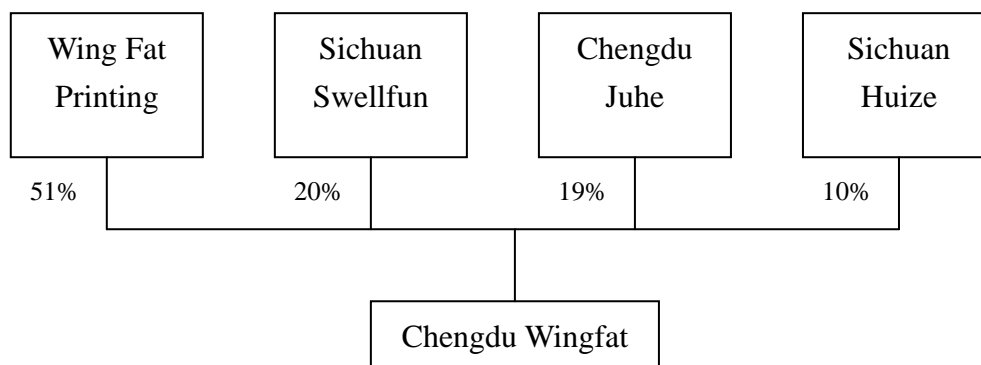 Wing Fat
Printing
Sichuan
Swellfun
Chengdu
Juhe
Sichuan
Huize
51%
20%
19%
10%
Chengdu Wingfat